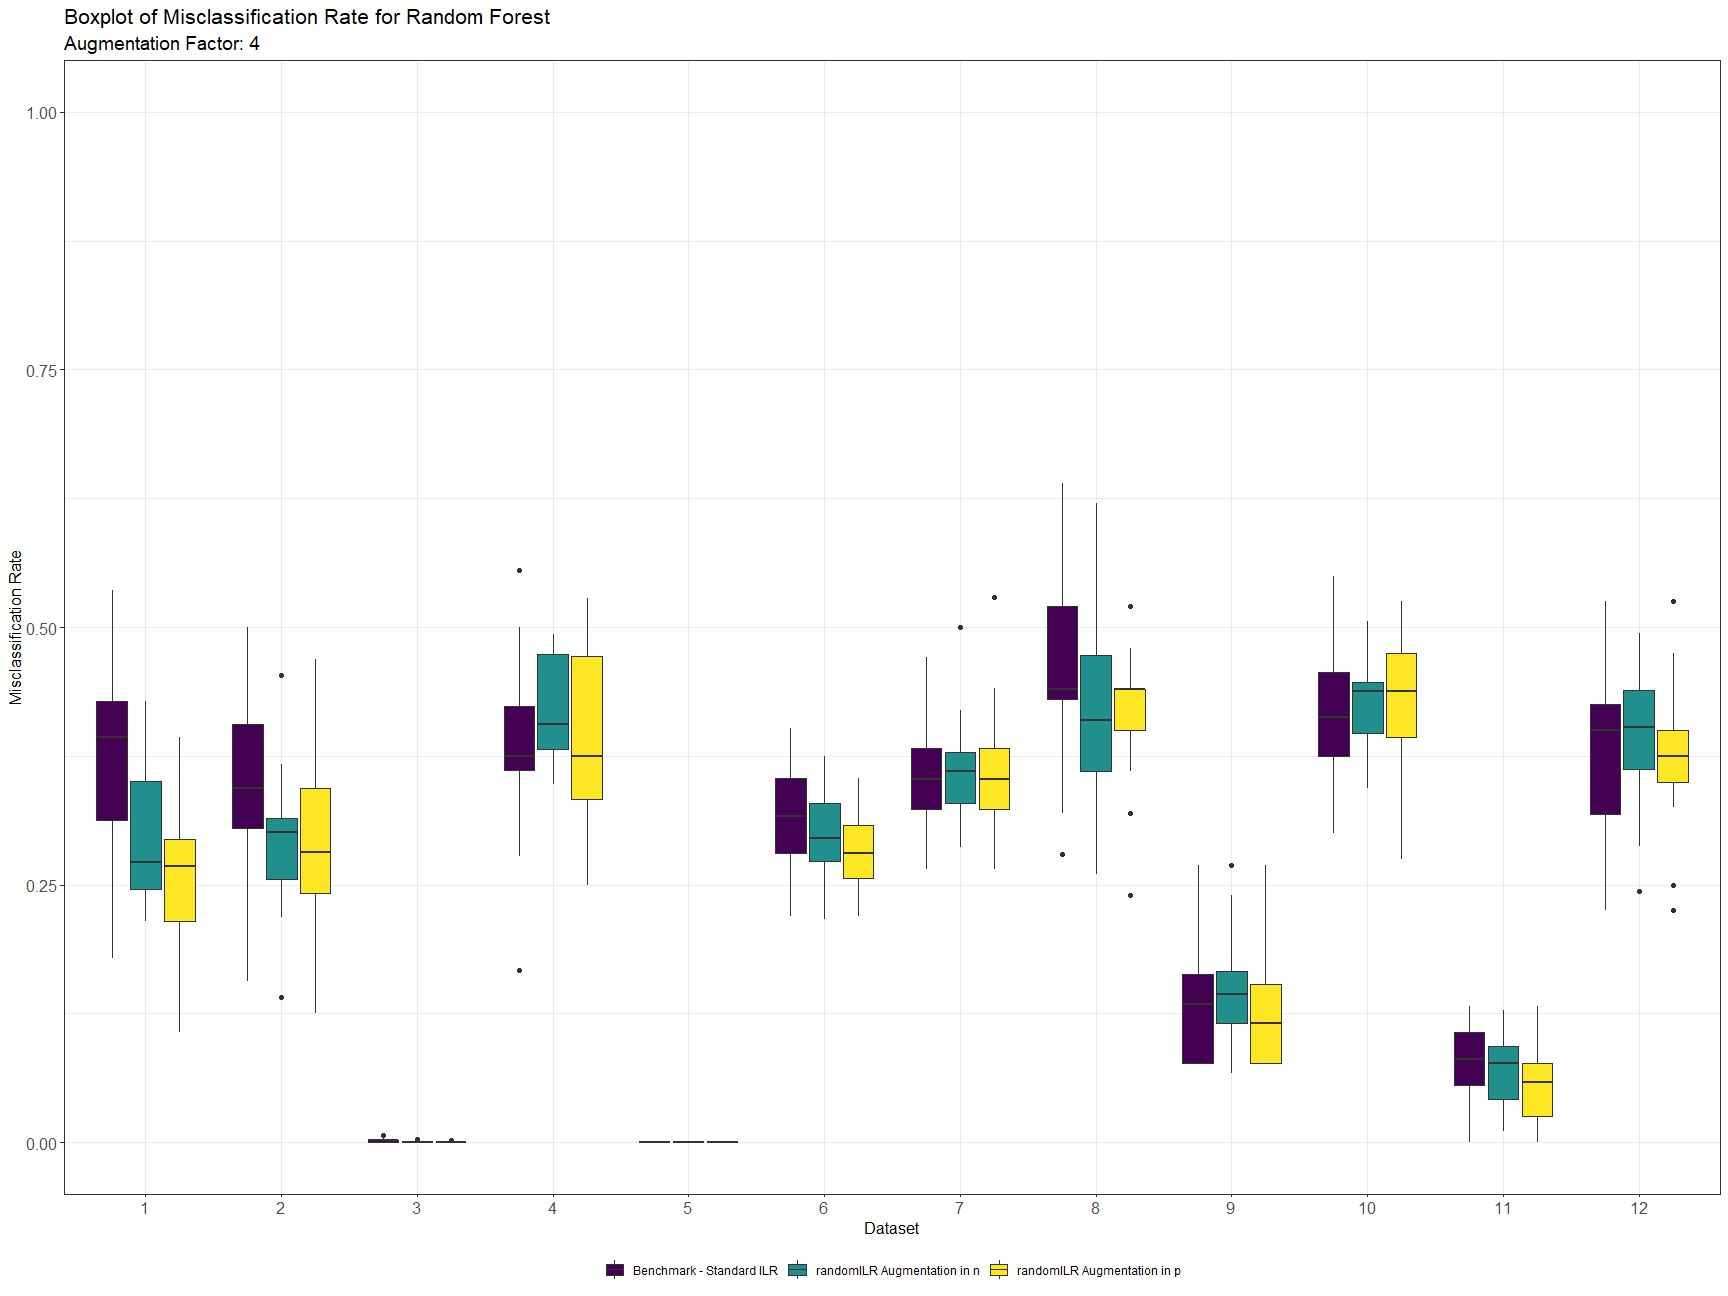 Boxplot of Misclassification Rate for Random Forest
Augmentation Factor: 4
1.00
0.75
0.50
0.25
0.00
Misclassification Rate
1 2 3 4 5 6 7 8 9 10 11 12
Dataset
Benchmark - Standard ILR randomILR Augmentation in n randomILR Augmentation in p